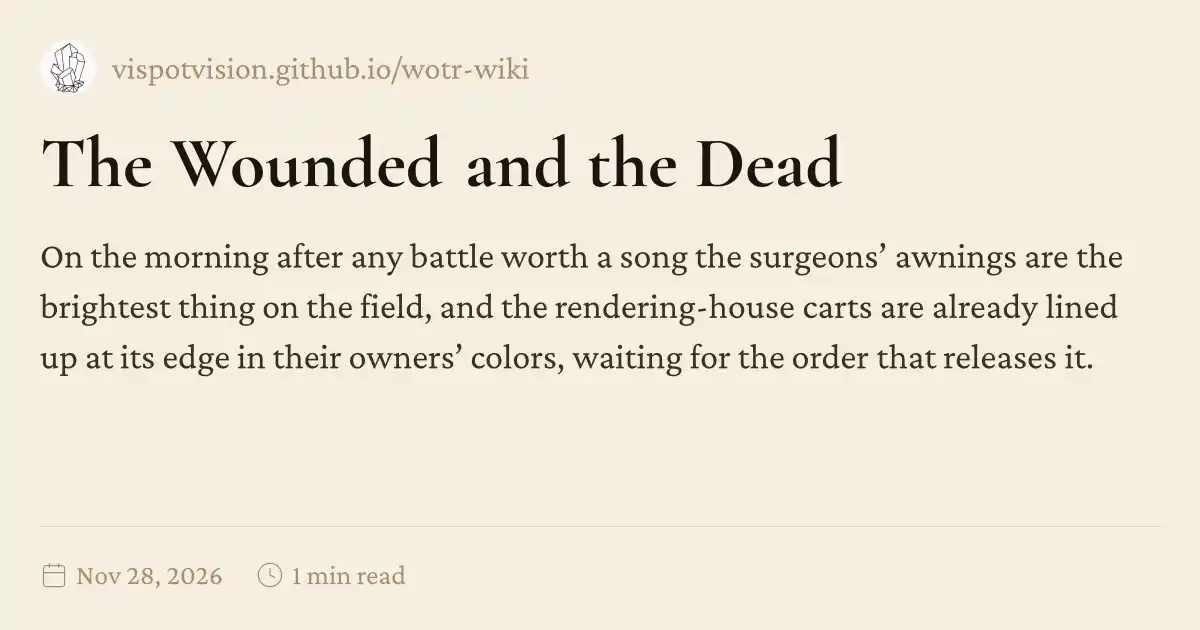 vispotvision.github.io/wotr-wiki
The Wounded and the Dead
On the morning after any battle worth a song the surgeons’ awnings are the
brightest thing on the field, and the rendering-house carts are already lined
up at its edge in their owners’ colors, waiting for the order that releases it.
Nov 28, 2026
1 min read